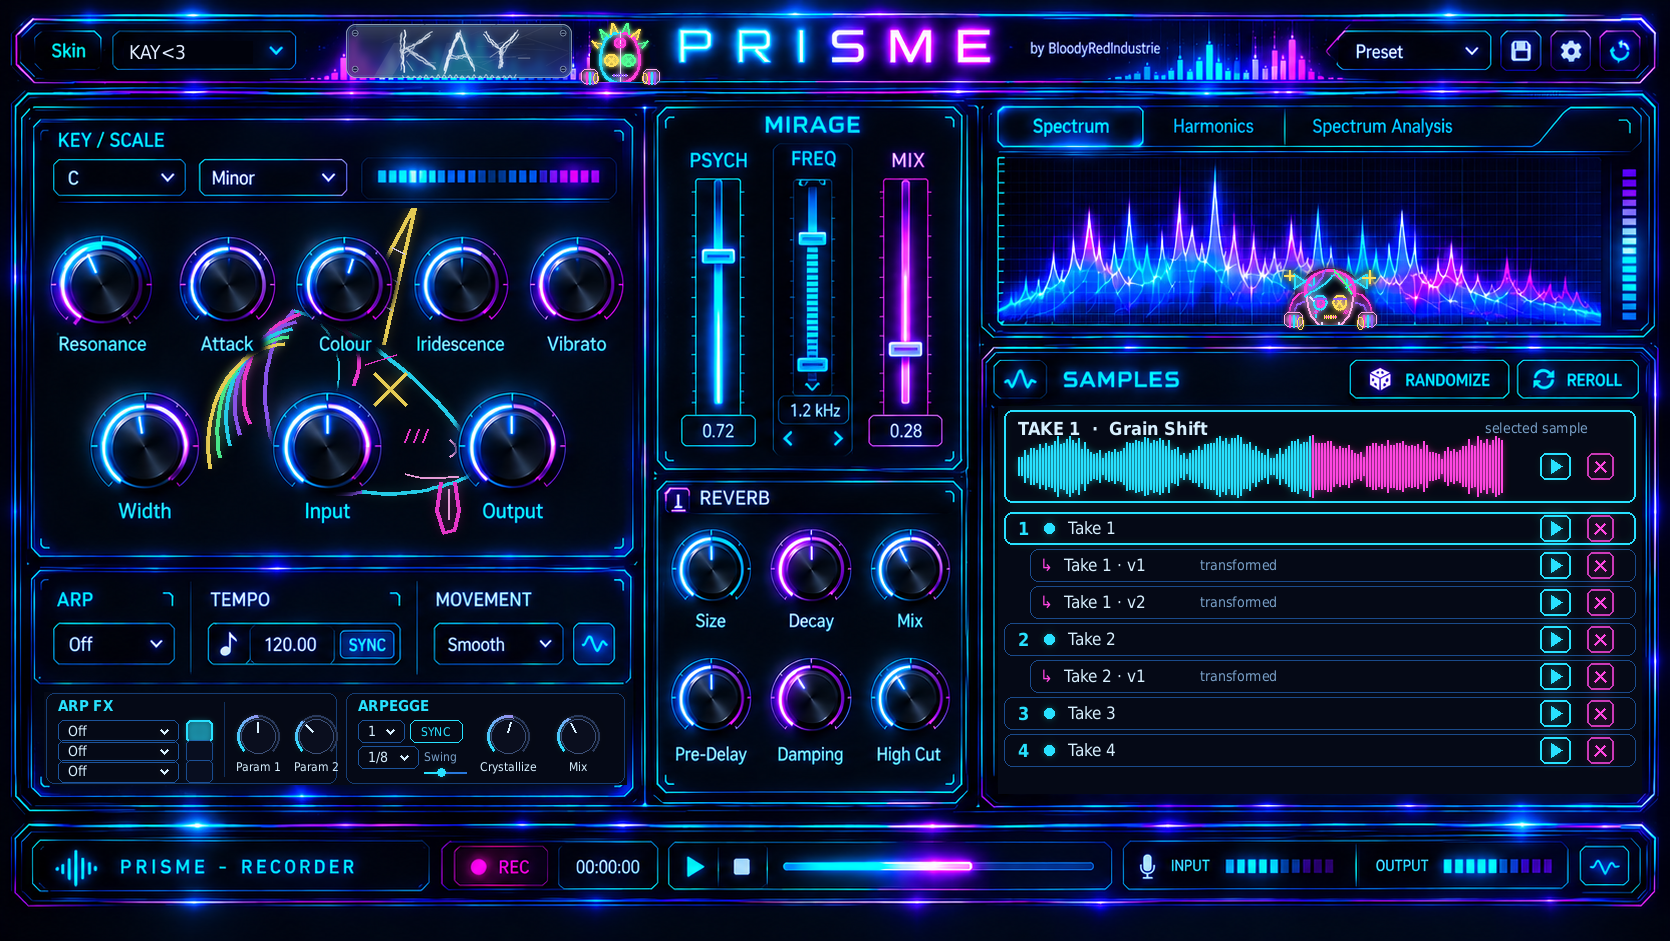 Skin
KAY<3
KAY
PRISME
by BloodyRedIndustrie
Preset
KEY / SCALE
C
Minor
Resonance
Attack
Colour
Iridescence
Vibrato
Width
Input
Output
MIRAGE
PSYCH
FREQ
MIX
0.72
1.2 kHz
0.28
Spectrum
Harmonics
Spectrum Analysis
SAMPLES
RANDOMIZE
REROLL
TAKE 1 · Grain Shift
selected sample
1 Take 1
Take 1 · v1 transformed
Take 1 · v2 transformed
2 Take 2
Take 2 · v1 transformed
3 Take 3
4 Take 4
ARP
Off
TEMPO
120.00
SYNC
MOVEMENT
Smooth
ARP FX
Off
Off
Off
Param 1
Param 2
ARPEGGE
1
SYNC
1/8
Swing
Crystallize
Mix
1 REVERB
Size
Decay
Mix
Pre-Delay
Damping
High Cut
PRISME - RECORDER
REC
00:00:00
INPUT
OUTPUT